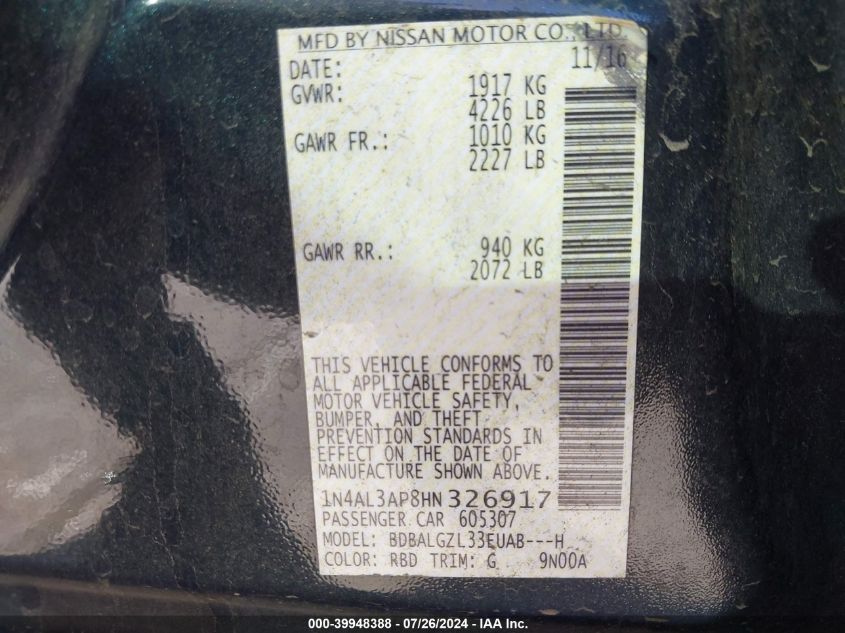 MFD BY NISSAN MOTOR CO., LTD.
DATE: 11/16
GVWR: 1917 KG
4226 LB
GAWR FR.: 1010 KG
2227 LB
GAWR RR.: 940 KG
2072 LB
THIS VEHICLE CONFORMS TO
ALL APPLICABLE FEDERAL
MOTOR VEHICLE SAFETY,
BUMPER, AND THEFT
PREVENTION STANDARDS IN
EFFECT ON THE DATE OF
MANUFACTURE SHOWN ABOVE.
1N4AL3AP8HN326917
PASSENGER CAR 605307
MODEL: BDBALGZL33EUAB---H
COLOR: RBD TRIM: G 9N00A
000-39948388 - 07/26/2024 - IAA Inc.